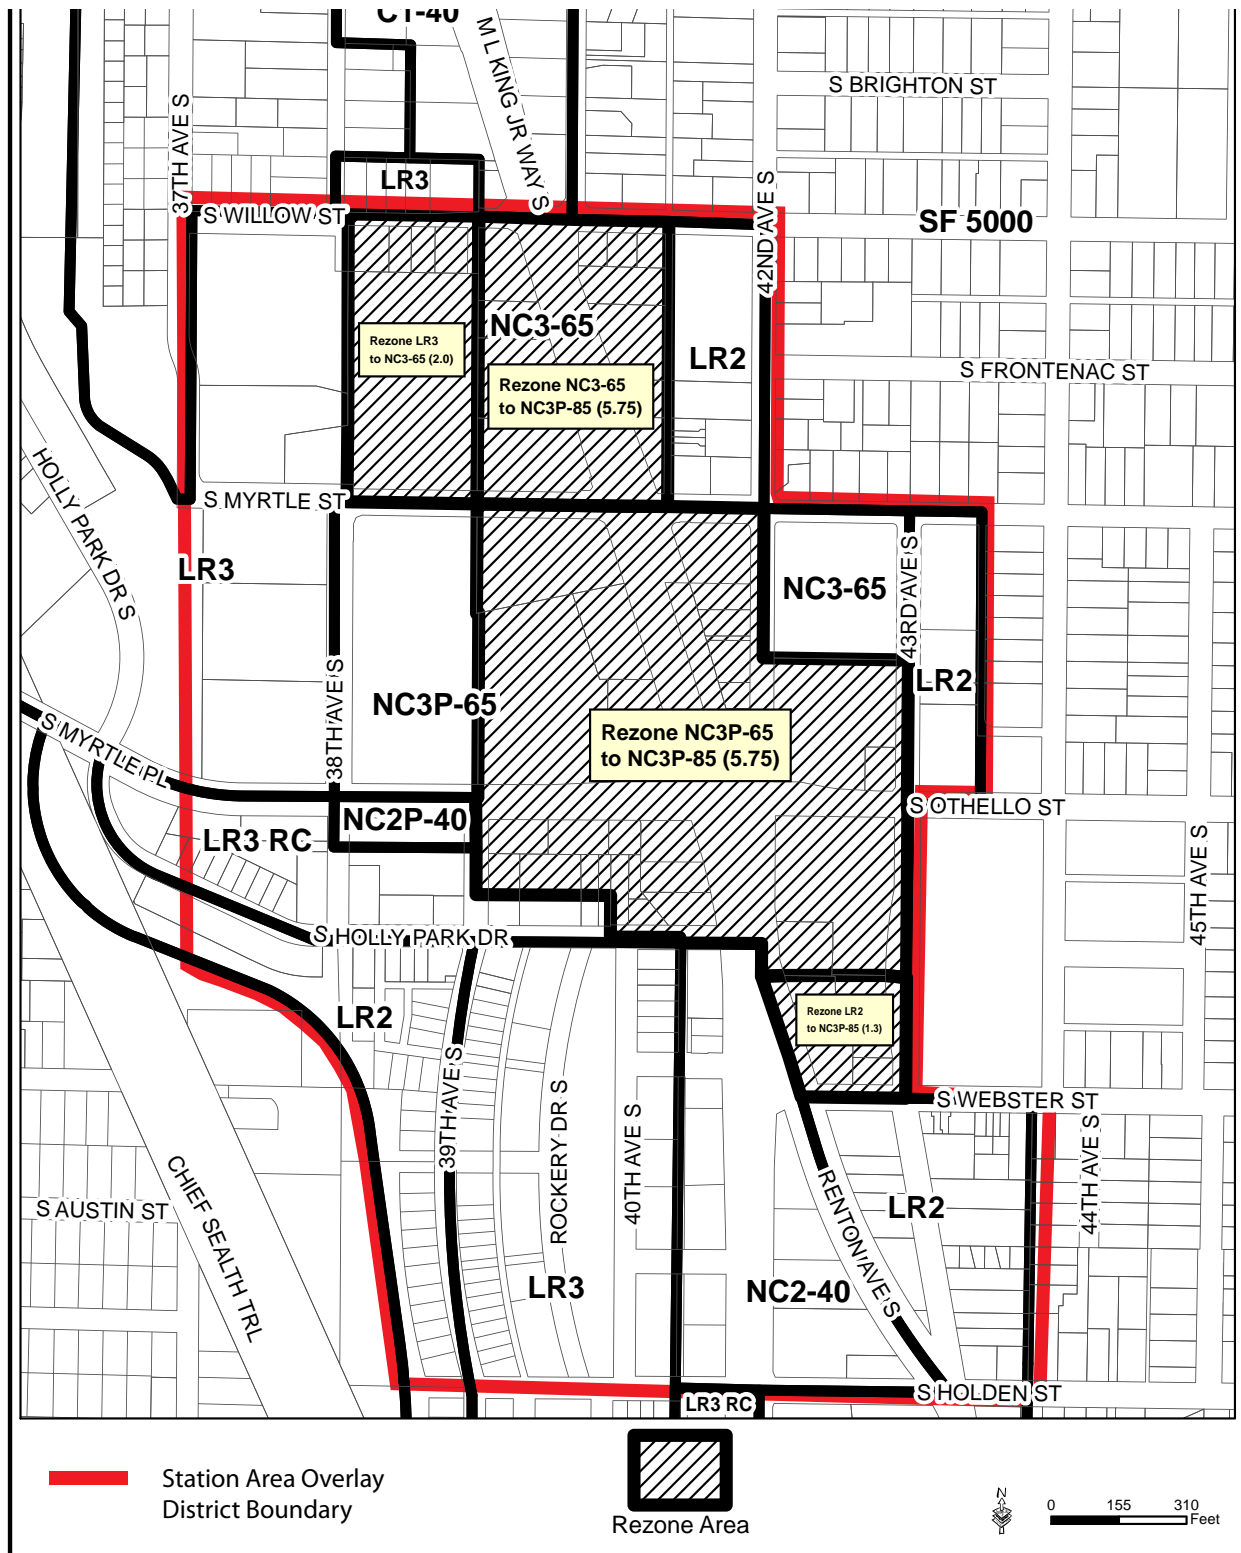 C1-40
M L KING JR WAY S
S BRIGHTON ST
37TH AVE S
LR3
42ND AVE S
S WILLOW ST
SF 5000
NC3-65
Rezone LR3
to NC3-65 (2.0)
LR2
S FRONTENAC ST
Rezone NC3-65
to NC3P-85 (5.75)
HOLLY PARK DR S
S MYRTLE ST
LR3
43RD AVE S
NC3-65
38TH AVE S
LR2
NC3P-65
S MYRTLE PL
Rezone NC3P-65
to NC3P-85 (5.75)
S OTHELLO ST
NC2P-40
LR3 RC
45TH AVE S
S HOLLY PARK DR
LR2
Rezone LR2
to NC3P-85 (1.3)
39TH AVE S
ROCKERY DR S
40TH AVE S
S WEBSTER ST
44TH AVE S
CHIEF SEALTH TRL
S AUSTIN ST
RENTON AVE S
LR2
LR3
NC2-40
S HOLDEN ST
LR3 RC
Station Area Overlay
District Boundary
Rezone Area
N
0 155 310
Feet